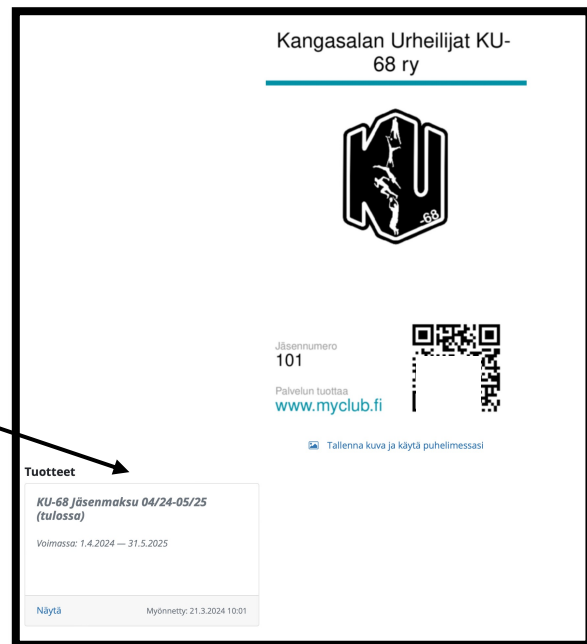 Kangasalan Urheilijat KU-
68 ry
KU
-68
Jäsennumero
101
Palvelun tuottaa
www.myclub.fi
Tallenna kuva ja käytä puhelimessasi
Tuotteet
KU-68 Jäsenmaksu 04/24-05/25
(tulossa)
Voimassa: 1.4.2024 — 31.5.2025
Näytä
Myönnetty: 21.3.2024 10:01